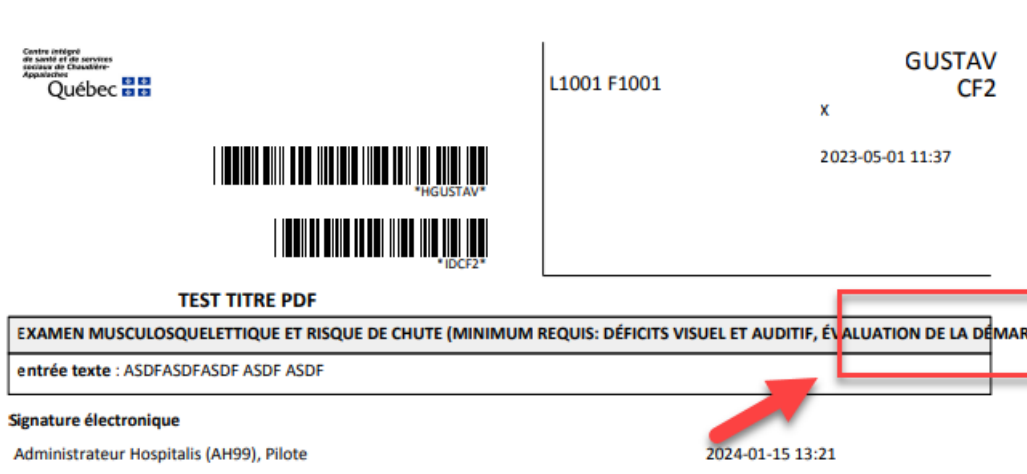 Centre intégré
de santé et de services
sociaux de Chaudière-
Appalaches
Québec
L1001 F1001
GUSTAV
CF2
X
2023-05-01 11:37
*HGUSTAV*
*IDCF2*
TEST TITRE PDF
EXAMEN MUSCULOSQUELETTIQUE ET RISQUE DE CHUTE (MINIMUM REQUIS: DÉFICITS VISUEL ET AUDITIF, ÉVALUATION DE LA DÉMAR
entrée texte : ASDFASDFASDF ASDF ASDF
Signature électronique
Administrateur Hospitalis (AH99), Pilote
2024-01-15 13:21